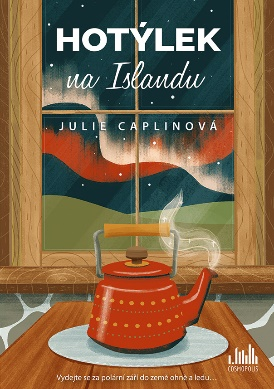 HOTÝLEK
na Islandu
JULIE CAPLINOVÁ
COSMOPOLIS
Vydejte se za polární září do země ohně a ledu...